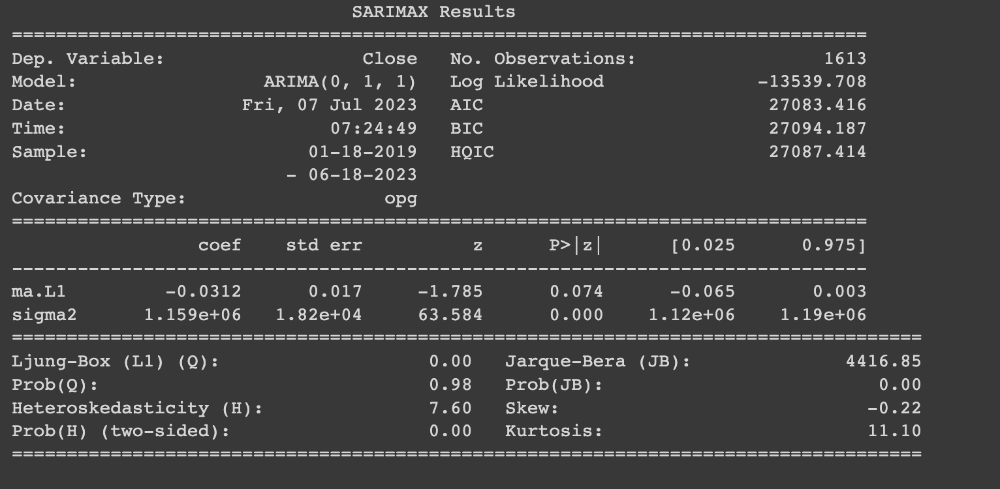 SARIMAX Results
==============================================================================
Dep. Variable: Close No. Observations: 1613
Model: ARIMA(0, 1, 1) Log Likelihood -13539.708
Date: Fri, 07 Jul 2023 AIC 27083.416
Time: 07:24:49 BIC 27094.187
Sample: 01-18-2019 HQIC 27087.414
- 06-18-2023
Covariance Type: opg
==============================================================================
coef std err z P>|z| [0.025 0.975]
------------------------------------------------------------------------------
ma.L1 -0.0312 0.017 -1.785 0.074 -0.065 0.003
sigma2 1.159e+06 1.82e+04 63.584 0.000 1.12e+06 1.19e+06
===================================================================================
Ljung-Box (L1) (Q): 0.00 Jarque-Bera (JB): 4416.85
Prob(Q): 0.98 Prob(JB): 0.00
Heteroskedasticity (H): 7.60 Skew: -0.22
Prob(H) (two-sided): 0.00 Kurtosis: 11.10
===================================================================================